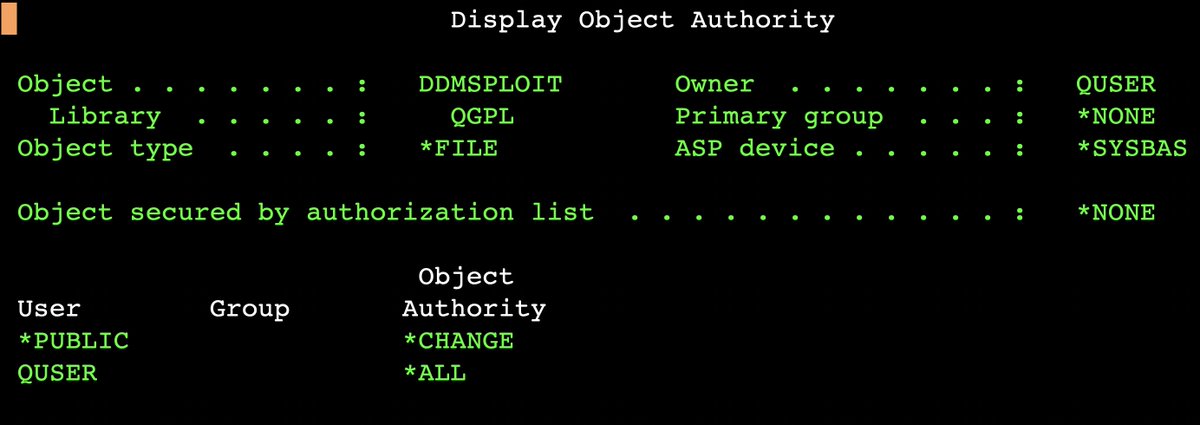 Display Object Authority
Object . . . . . . . :   DDMSPLOIT       Owner  . . . . . . . :   QUSER
  Library  . . . . . :     QGPL          Primary group  . . . :   *NONE
Object type  . . . . :   *FILE           ASP device . . . . . :   *SYSBAS
Object secured by authorization list  . . . . . . . . . . . . . :   *NONE
Object
User        Group       Authority
*PUBLIC                 *CHANGE
QUSER                   *ALL